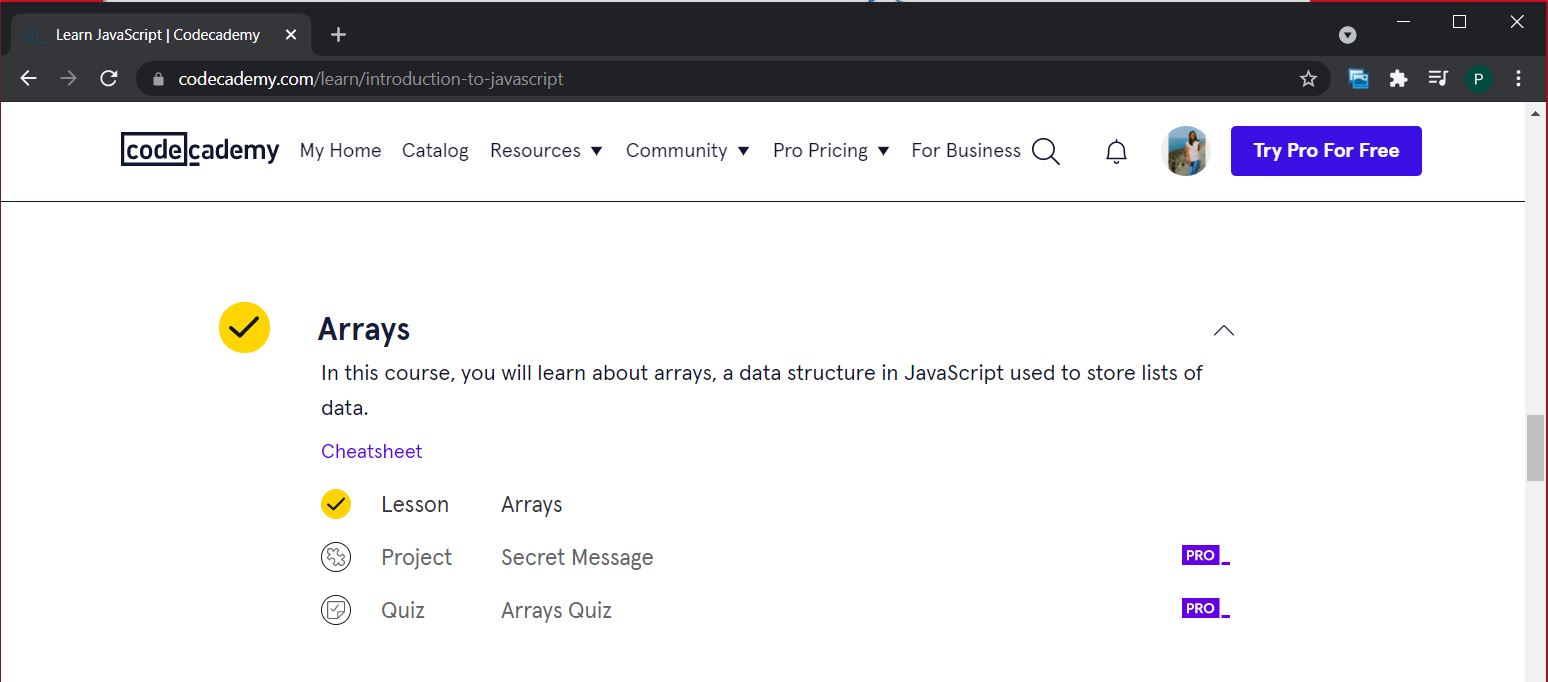 Learn JavaScript | Codecademy
codecademy.com/learn/introduction-to-javascript
P
codecademy My Home Catalog Resources Community Pro Pricing For Business Try Pro For Free
Arrays
In this course, you will learn about arrays, a data structure in JavaScript used to store lists of
data.
Cheatsheet
Lesson Arrays
Project Secret Message PRO
Quiz Arrays Quiz PRO